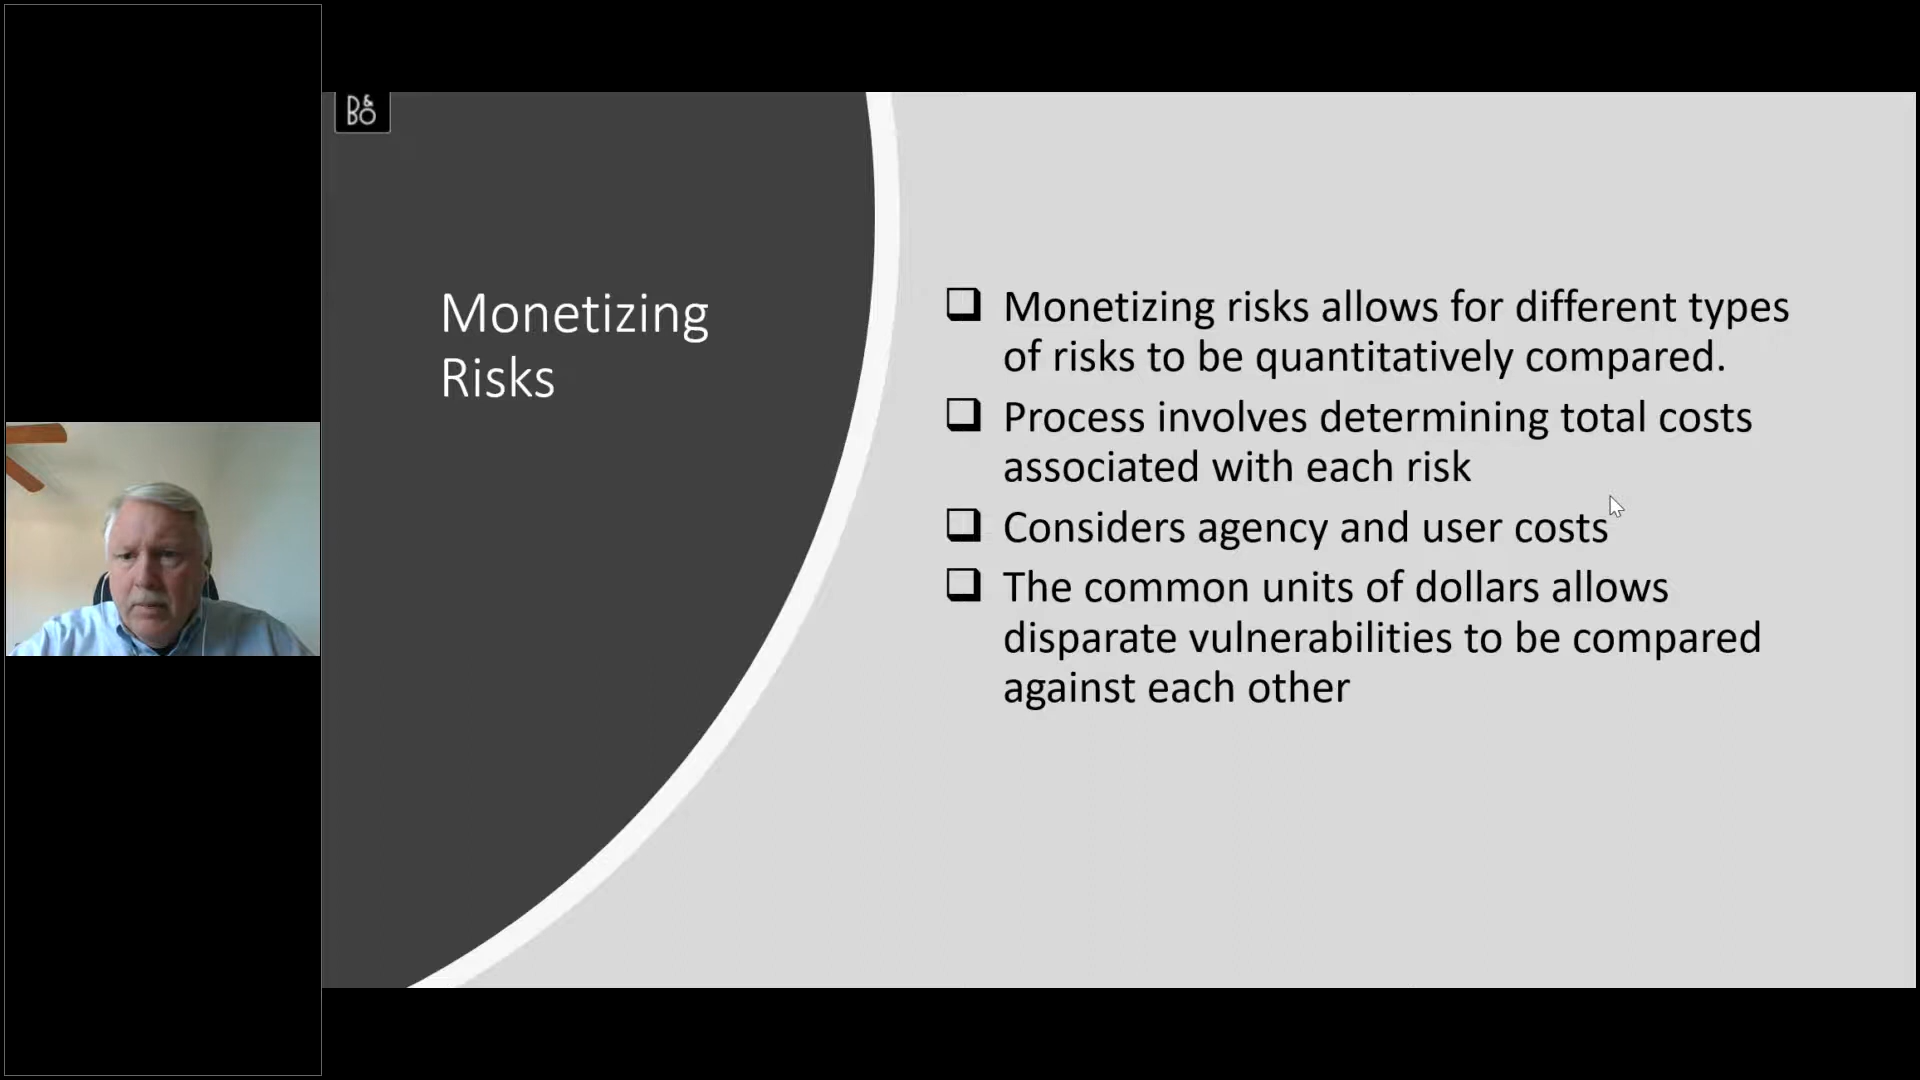 B&O
Monetizing
Risks
Monetizing risks allows for different types
of risks to be quantitatively compared.
Process involves determining total costs
associated with each risk
Considers agency and user costs
The common units of dollars allows
disparate vulnerabilities to be compared
against each other